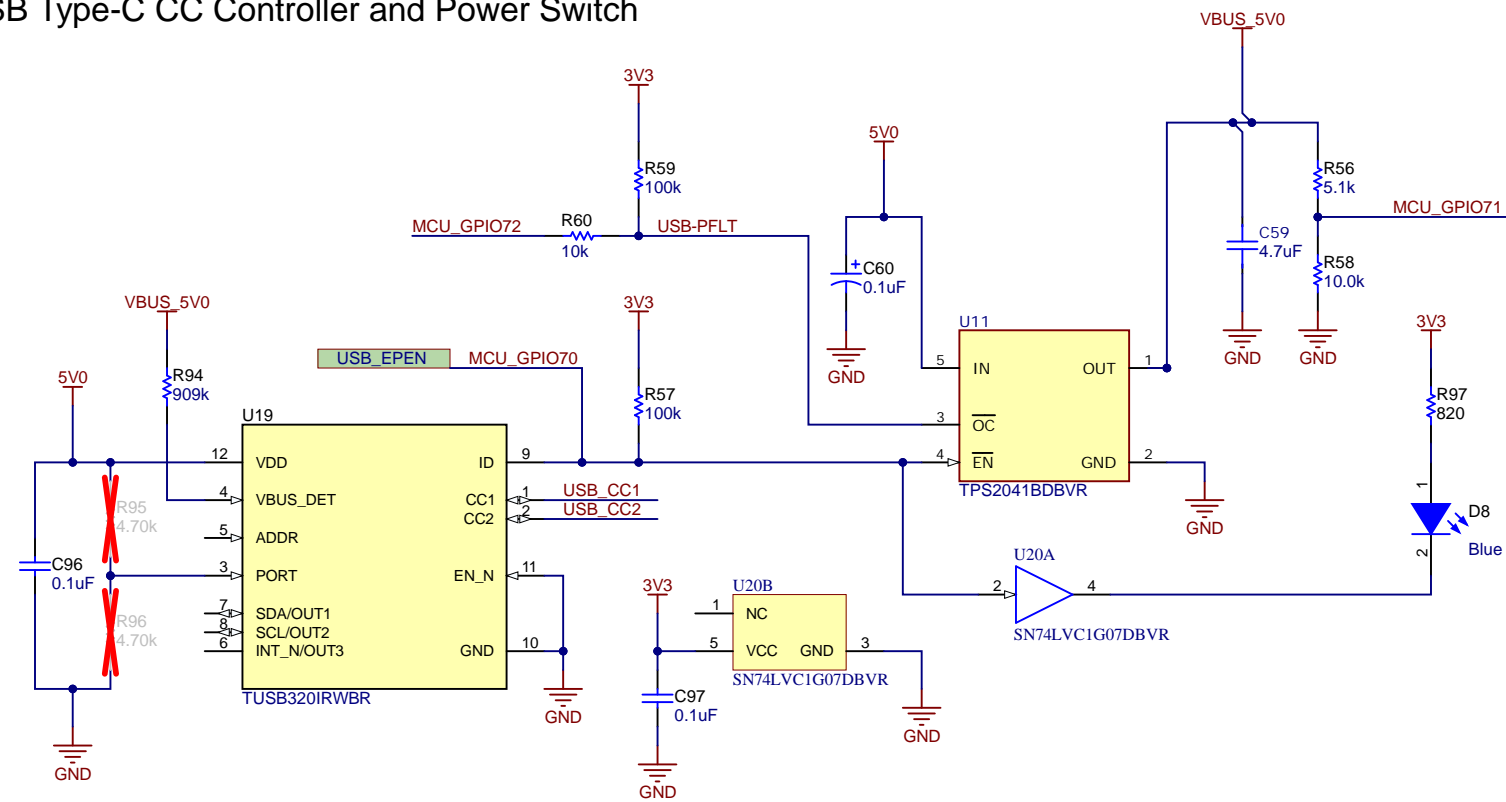 SB Type-C CC Controller and Power Switch
VBUS_5V0
3V3
5V0
R59
100k
R56
5.1k
MCU_GPIO72
R60
10k
USB-PFLT
MCU_GPIO71
C59
4.7uF
C60
0.1uF
R58
10.0k
GND
GND
GND
VBUS_5V0
3V3
3V3
U11
USB_EPEN
MCU_GPIO70
5
IN
OUT
1
5V0
R94
909k
R57
100k
R97
820
3
OC
U19
12
VDD
ID
9
4
EN
GND
2
TPS2041BDBVR
4
VBUS_DET
CC1
1
USB_CC1
CC2
2
USB_CC2
R95
4.70k
5
ADDR
GND
1
D8
2
Blue
C96
0.1uF
3
PORT
EN_N
11
U20A
2
4
SN74LVC1G07DBVR
3V3
U20B
1
NC
5
VCC
GND
3
SN74LVC1G07DBVR
7
SDA/OUT1
8
SCL/OUT2
6
INT_N/OUT3
GND
10
R96
4.70k
TUSB320IRWBR
C97
0.1uF
GND
GND
GND
GND